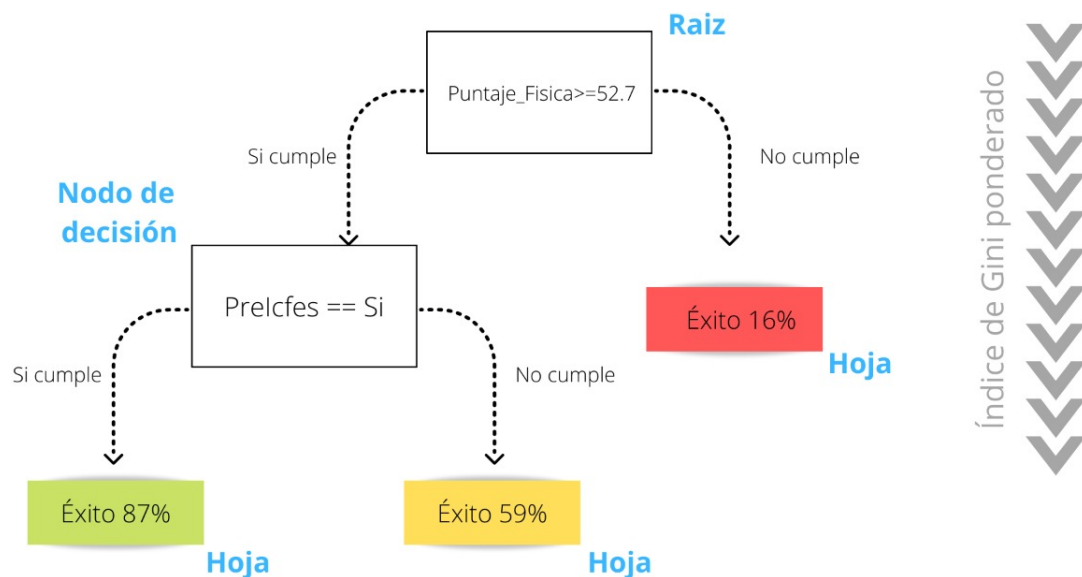 Raiz
Puntaje_Fisica>=52.7
Si cumple
No cumple
Nodo de
decisión
PreIcfes == Si
Éxito 16%
Hoja
Si cumple
No cumple
Éxito 87%
Hoja
Éxito 59%
Hoja
Índice de Gini ponderado